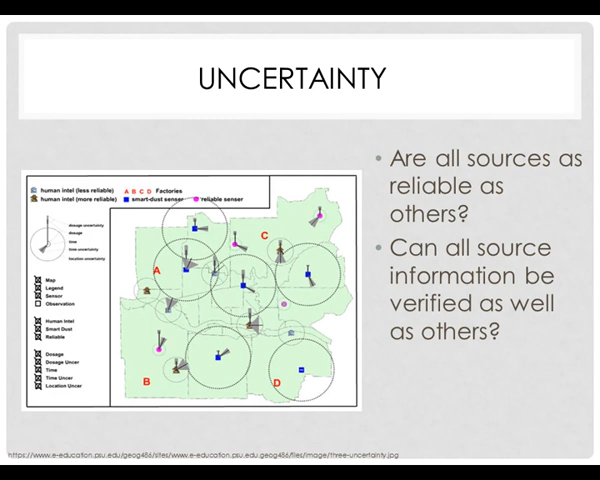 UNCERTAINTY
human intel (less reliable) A B C D Factories
human intel (more reliable) smart-dust senser reliable senser
dosage uncertainty
dosage
time
time uncertainty
location uncertainty
Map
Legend
Sensor
Observation
Human Intel
Smart Dust
Reliable
Dosage
Dosage Uncer
Time
Time Uncer
Location Uncer
A
B
C
D
• Are all sources as
reliable as
others?
• Can all source
information be
verified as well
as others?
https://www.e-education.psu.edu/geog486/sites/www.e-education.psu.edu.geog486/files/image/three-uncertainty.jpg